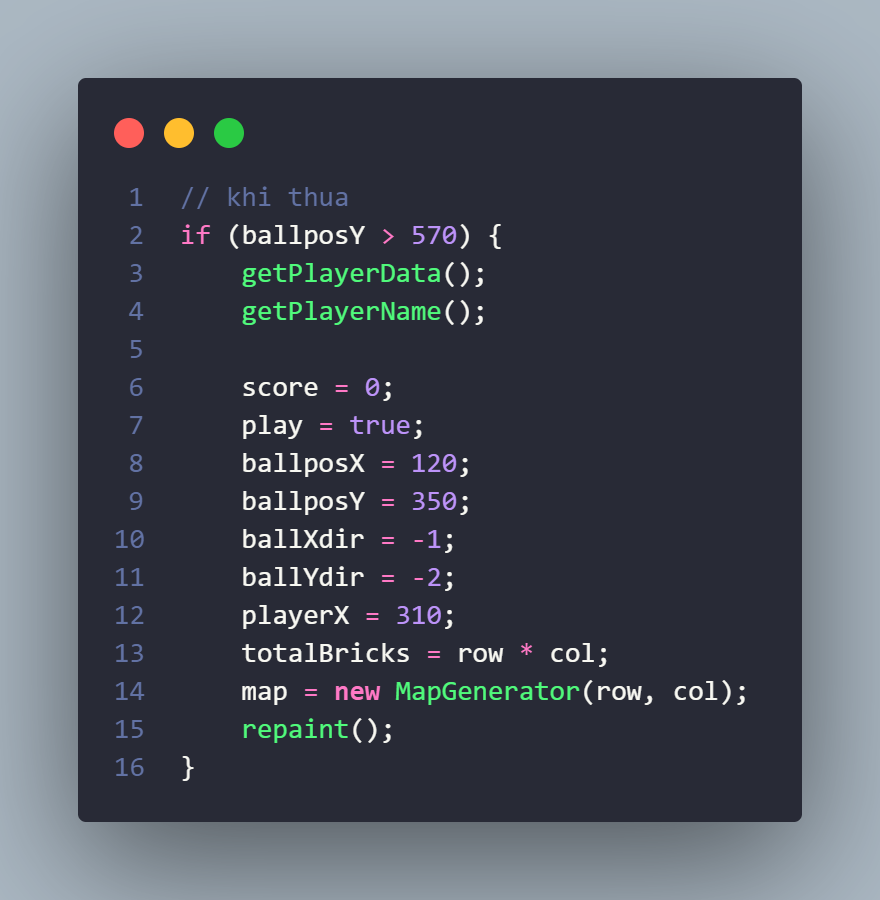 1 // khi thua
2 if (ballposY > 570) {
3     getPlayerData();
4     getPlayerName();
5
6     score = 0;
7     play = true;
8     ballposX = 120;
9     ballposY = 350;
10     ballXdir = -1;
11     ballYdir = -2;
12     playerX = 310;
13     totalBricks = row * col;
14     map = new MapGenerator(row, col);
15     repaint();
16 }